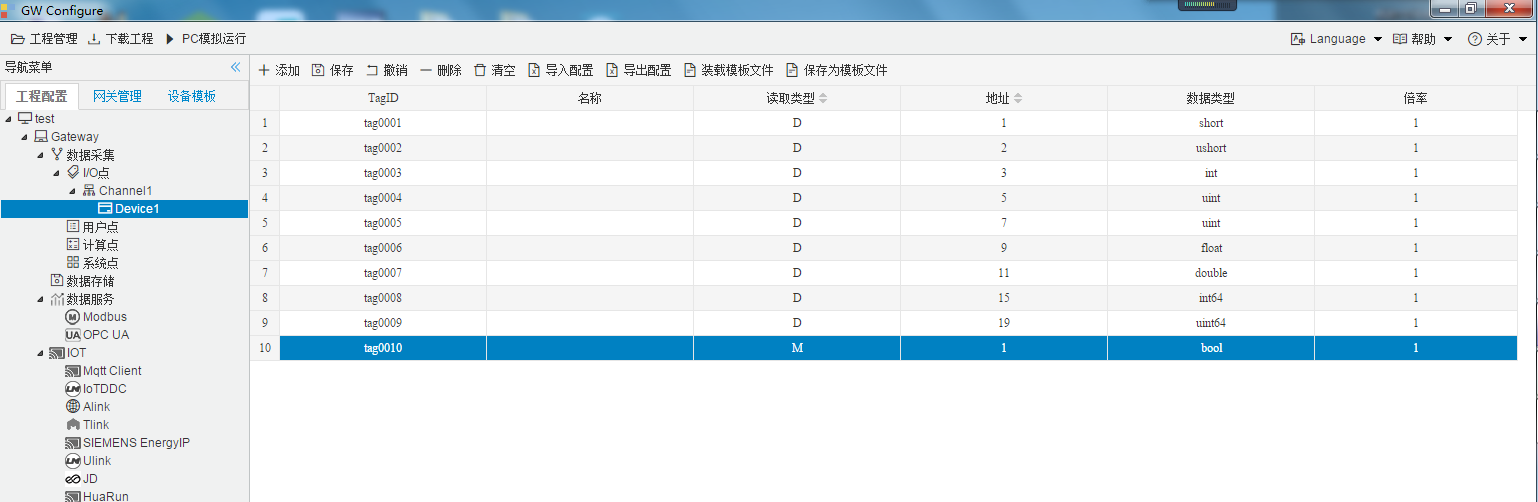 GW Configure
工程管理 下载工程 PC模拟运行 Language 帮助 关于
导航菜单
添加 保存 撤销 删除 清空 导入配置 导出配置 装载模板文件 保存为模板文件
工程配置 网关管理 设备模板
test
Gateway
数据采集
I/O点
Channel1
Device1
用户点
计算点
系统点
数据存储
数据服务
Modbus
OPC UA
IOT
Mqtt Client
IoTDDC
Alink
Tlink
SIEMENS EnergyIP
Ulink
JD
HuaRun
TagID 名称 读取类型 地址 数据类型 倍率
1 tag0001 D 1 short 1
2 tag0002 D 2 ushort 1
3 tag0003 D 3 int 1
4 tag0004 D 5 uint 1
5 tag0005 D 7 uint 1
6 tag0006 D 9 float 1
7 tag0007 D 11 double 1
8 tag0008 D 15 int64 1
9 tag0009 D 19 uint64 1
10 tag0010 M 1 bool 1